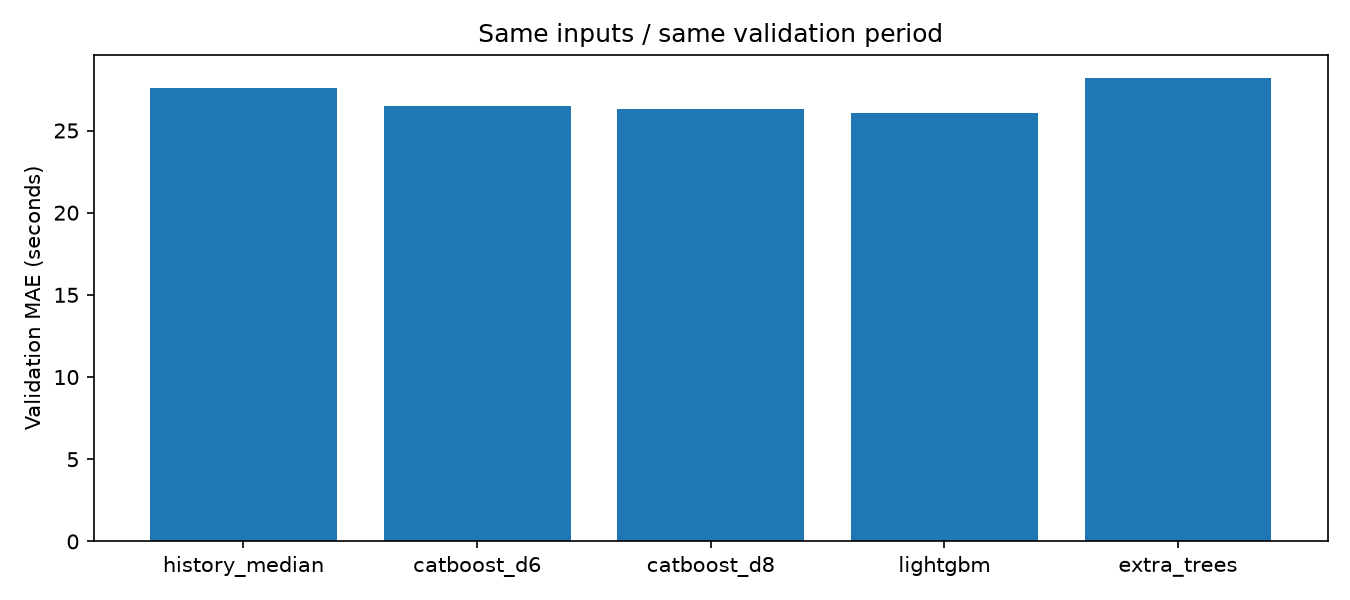 Same inputs / same validation period
Validation MAE (seconds)
25
20
15
10
5
0
history_median catboost_d6 catboost_d8 lightgbm extra_trees